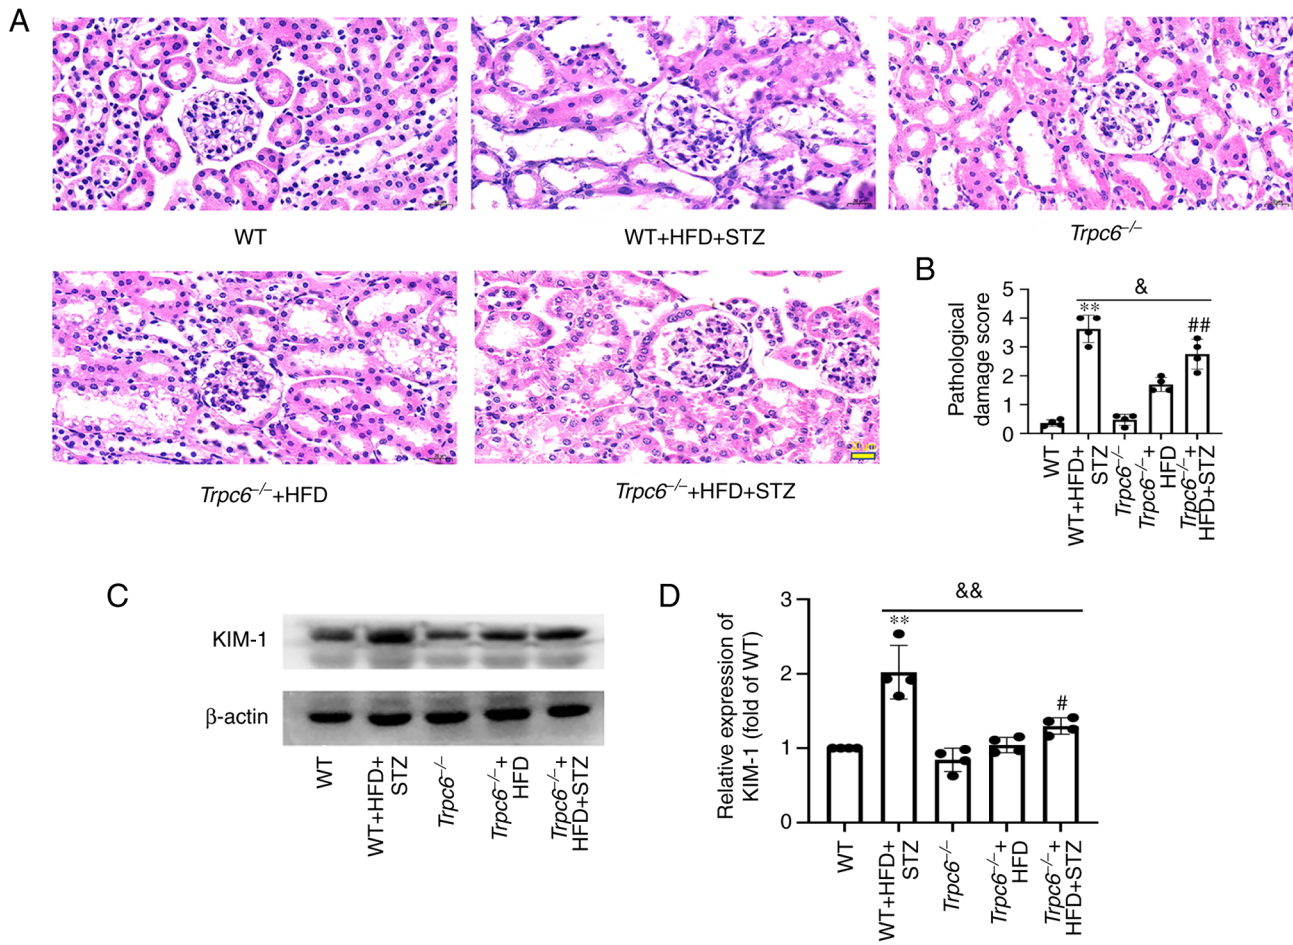 A
WT
WT+HFD+STZ
Trpc6–/–
Trpc6–/–+HFD
Trpc6–/–+HFD+STZ
B
Pathological
damage score
5
4
3
2
1
0
&
**
##
WT
WT+HFD+
STZ
Trpc6–/–
Trpc6–/–+
HFD
Trpc6–/–+
HFD+STZ
C
KIM-1
β-actin
WT
WT+HFD+
STZ
Trpc6–/–
Trpc6–/–+
HFD
Trpc6–/–+
HFD+STZ
D
Relative expression of
KIM-1 (fold of WT)
3
2
1
0
&&
**
#
WT
WT+HFD+
STZ
Trpc6–/–
Trpc6–/–+
HFD
Trpc6–/–+
HFD+STZ